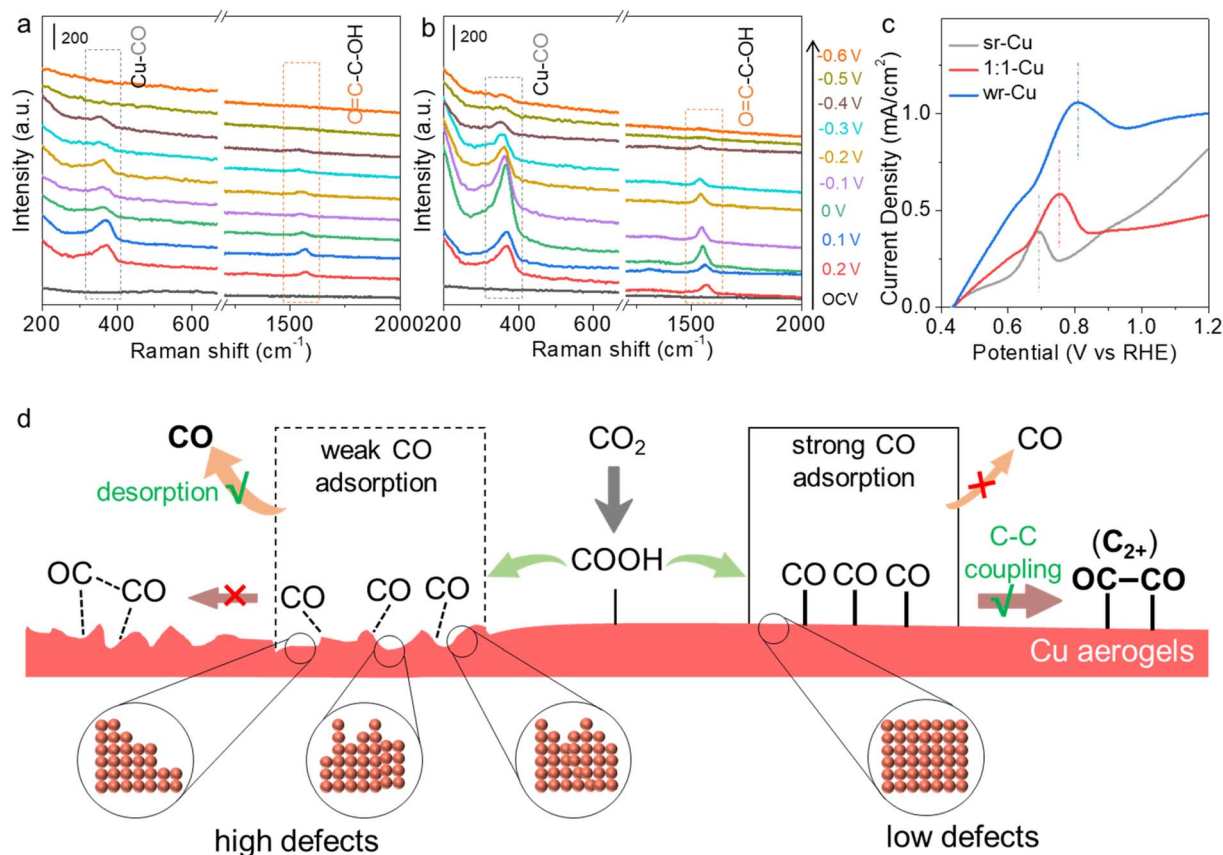 a
200
Cu-CO
O=C-C-OH
Intensity (a.u.)
200 400 600 1500 2000
Raman shift (cm⁻¹)
b
200
Cu-CO
O=C-C-OH
Intensity (a.u.)
-0.6 V
-0.5 V
-0.4 V
-0.3 V
-0.2 V
-0.1 V
0 V
0.1 V
0.2 V
OCV
200 400 600 1500 2000
Raman shift (cm⁻¹)
c
sr-Cu
1:1-Cu
wr-Cu
Current Density (mA/cm²)
1.0
0.5
0.0
0.4 0.6 0.8 1.0 1.2
Potential (V vs RHE)
d
CO
desorption √
weak CO
adsorption
CO₂
COOH
strong CO
adsorption
CO
C-C
coupling
√
(C₂₊)
OC–CO
OC CO
CO CO CO
CO CO CO
Cu aerogels
high defects
low defects